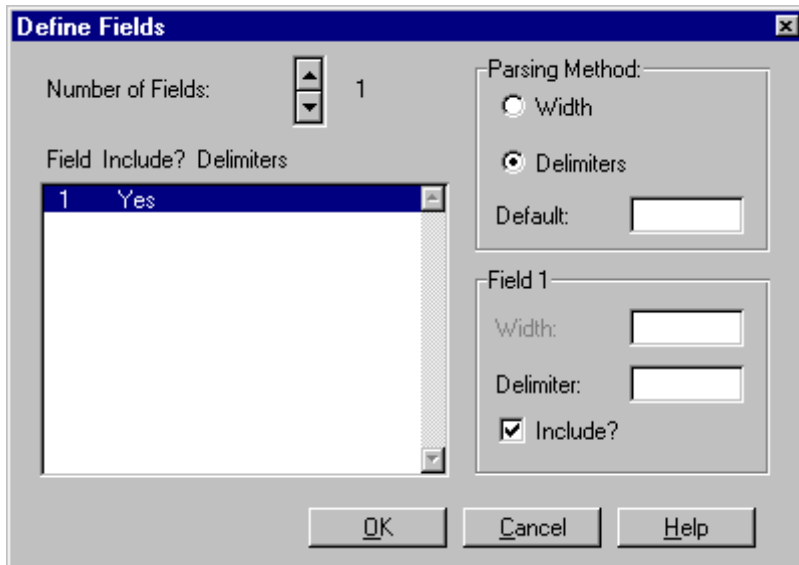 Define Fields
Number of Fields: 1
Field Include? Delimiters
1 Yes
Parsing Method:
Width
Delimiters
Default:
Field 1
Width:
Delimiter:
Include?
OK Cancel Help